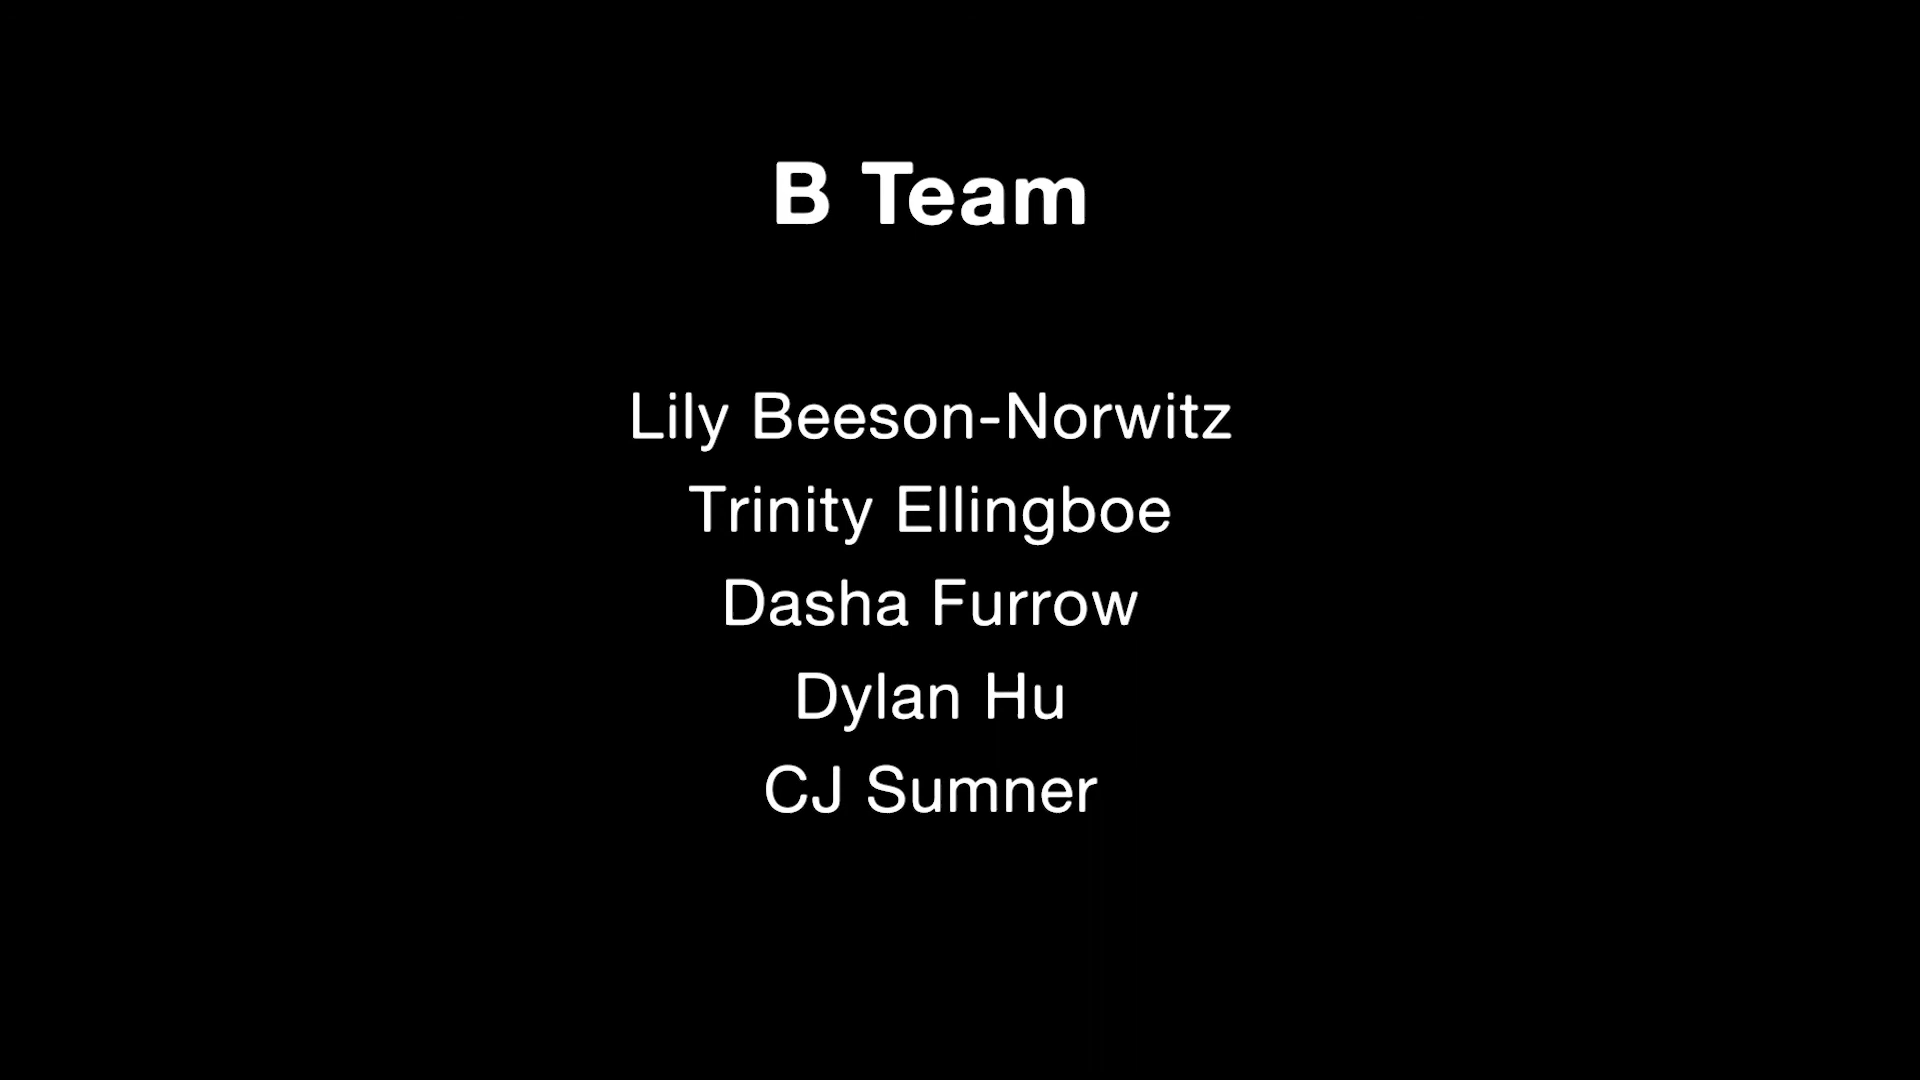 B Team
Lily Beeson-Norwitz
Trinity Ellingboe
Dasha Furrow
Dylan Hu
CJ Sumner